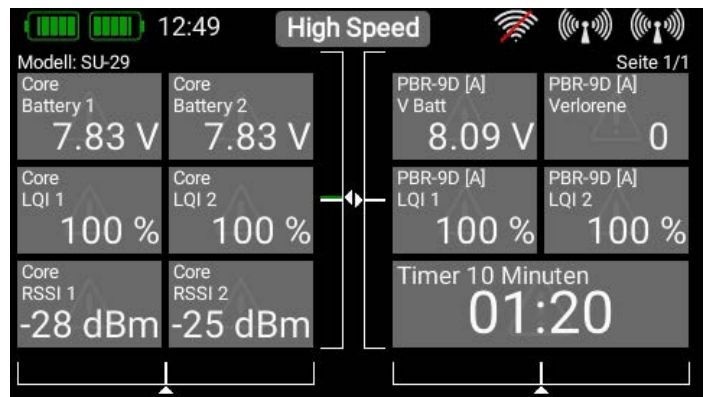 12:49 High Speed
Modell: SU-29 Seite 1/1
Core
Battery 1
7.83 V
Core
Battery 2
7.83 V
PBR-9D [A]
V Batt
8.09 V
PBR-9D [A]
Verlorene
0
Core
LQI 1
100 %
Core
LQI 2
100 %
PBR-9D [A]
LQI 1
100 %
PBR-9D [A]
LQI 2
100 %
Core
RSSI 1
-28 dBm
Core
RSSI 2
-25 dBm
Timer 10 Minuten
01:20